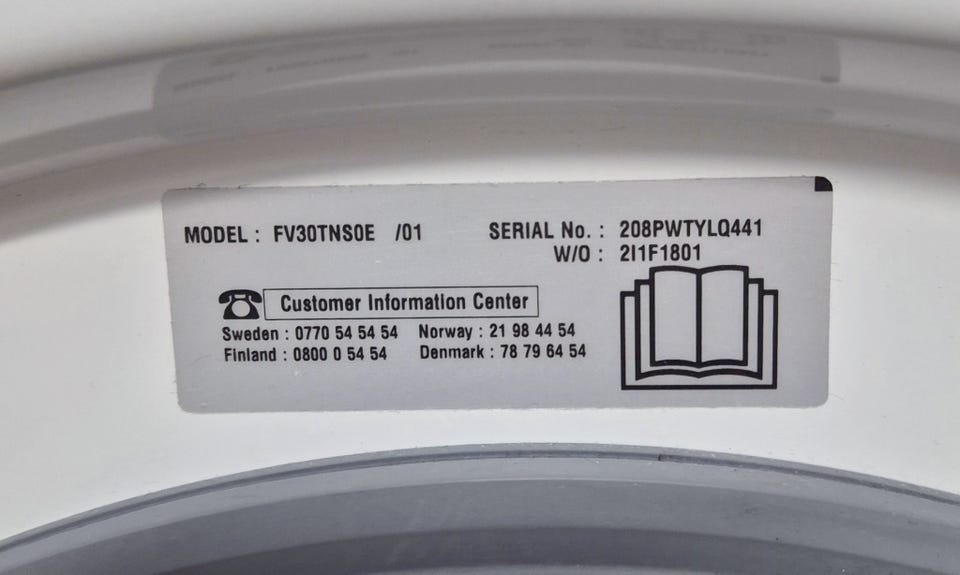 MODEL : FV30TNS0E /01 SERIAL No. : 208PWTYLQ441
W/O : 2I1F1801
Customer Information Center
Sweden : 0770 54 54 54 Norway : 21 98 44 54
Finland : 0800 0 54 54 Denmark : 78 79 64 54